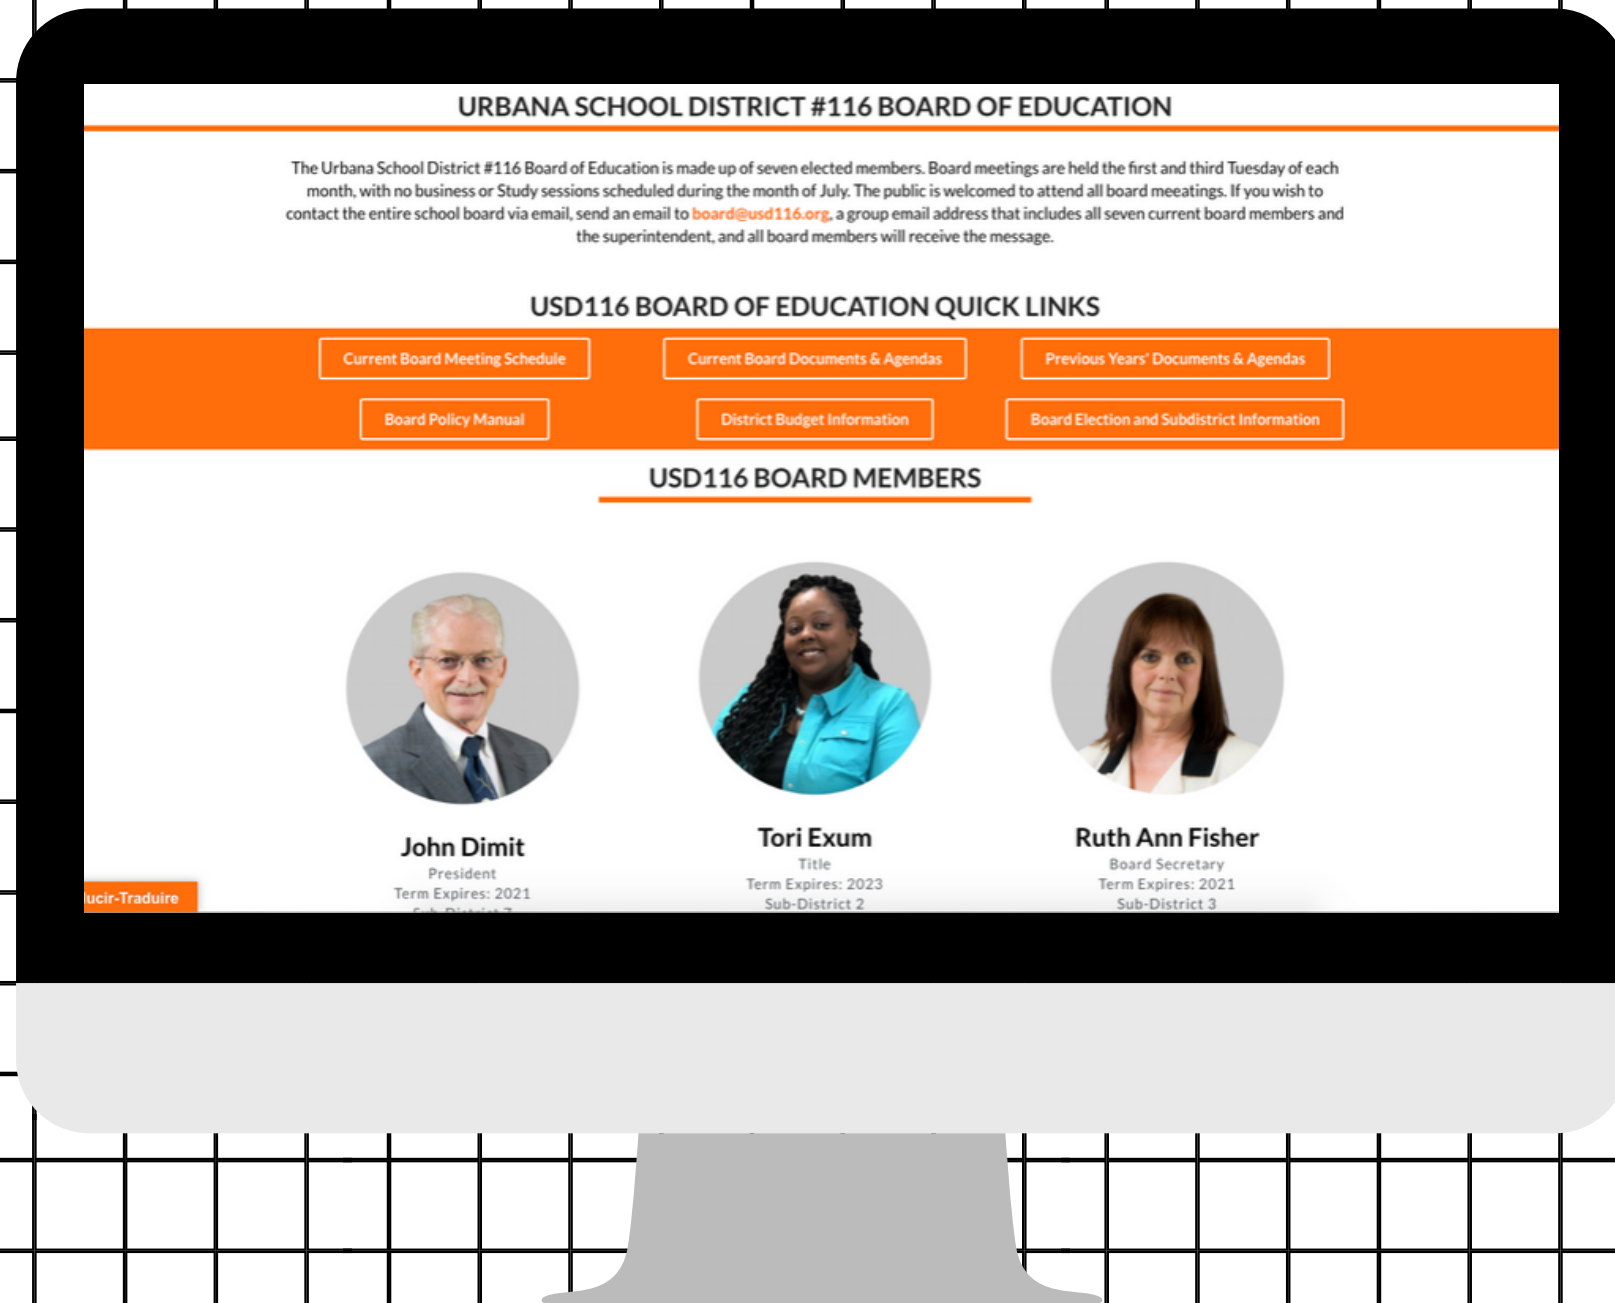 URBANA SCHOOL DISTRICT #116 BOARD OF EDUCATION
The Urbana School District #116 Board of Education is made up of seven elected members. Board meetings are held the first and third Tuesday of each
month, with no business or Study sessions scheduled during the month of July. The public is welcomed to attend all board meeatings. If you wish to
contact the entire school board via email, send an email to board@usd116.org, a group email address that includes all seven current board members and
the superintendent, and all board members will receive the message.
USD116 BOARD OF EDUCATION QUICK LINKS
Current Board Meeting Schedule
Current Board Documents & Agendas
Previous Years' Documents & Agendas
Board Policy Manual
District Budget Information
Board Election and Subdistrict Information
USD116 BOARD MEMBERS
John Dimit
President
Term Expires: 2021
Sub-District 7
Tori Exum
Title
Term Expires: 2023
Sub-District 2
Ruth Ann Fisher
Board Secretary
Term Expires: 2021
Sub-District 3
lucir-Traduire